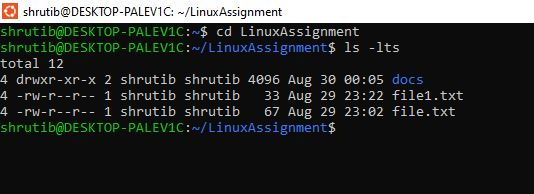 shrutib@DESKTOP-PALEV1C: ~/LinuxAssignment
shrutib@DESKTOP-PALEV1C:~$ cd LinuxAssignment
shrutib@DESKTOP-PALEV1C:~/LinuxAssignment$ ls -lts
total 12
4 drwxr-xr-x 2 shrutib shrutib 4096 Aug 30 00:05 docs
4 -rw-r--r-- 1 shrutib shrutib   33 Aug 29 23:22 file1.txt
4 -rw-r--r-- 1 shrutib shrutib   67 Aug 29 23:02 file.txt
shrutib@DESKTOP-PALEV1C:~/LinuxAssignment$